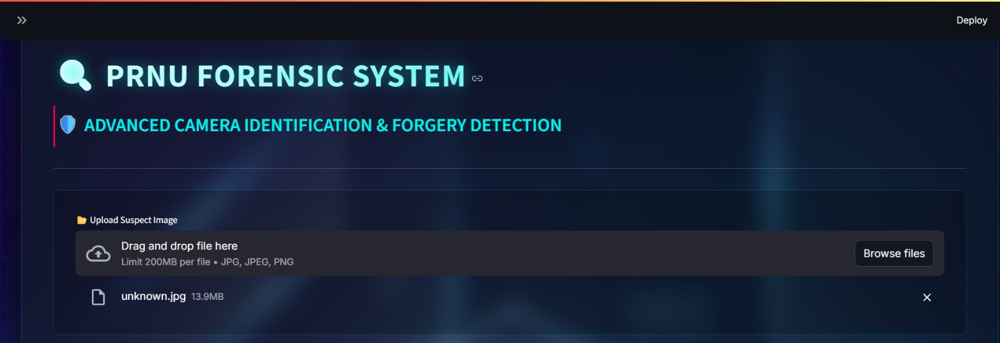 Deploy
PRNU FORENSIC SYSTEM
ADVANCED CAMERA IDENTIFICATION & FORGERY DETECTION
Upload Suspect Image
Drag and drop file here
Limit 200MB per file • JPG, JPEG, PNG
Browse files
unknown.jpg 13.9MB